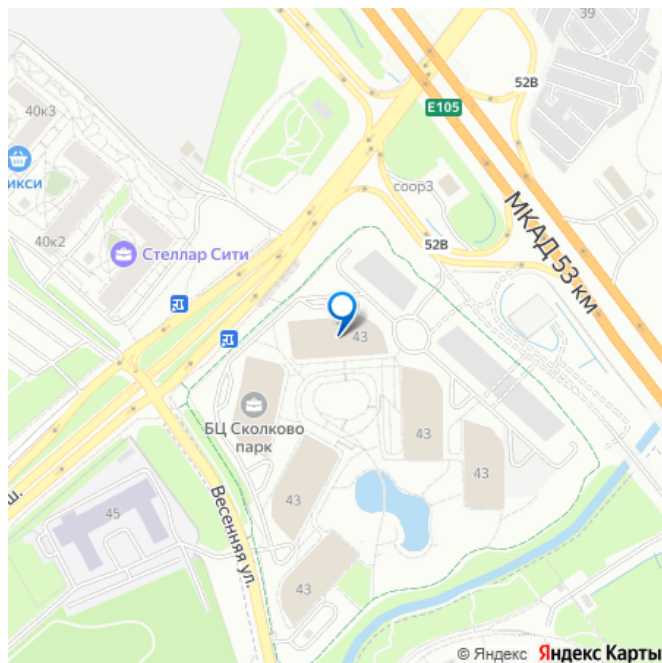 39
52В
E105
40к3
икси
соор3
40к2
52В
Стеллар Сити
МКАД 53 км
43
БЦ Сколково
парк
43
43
43
ш.
45
Весенняя ул.
43
© Яндекс Яндекс Карты